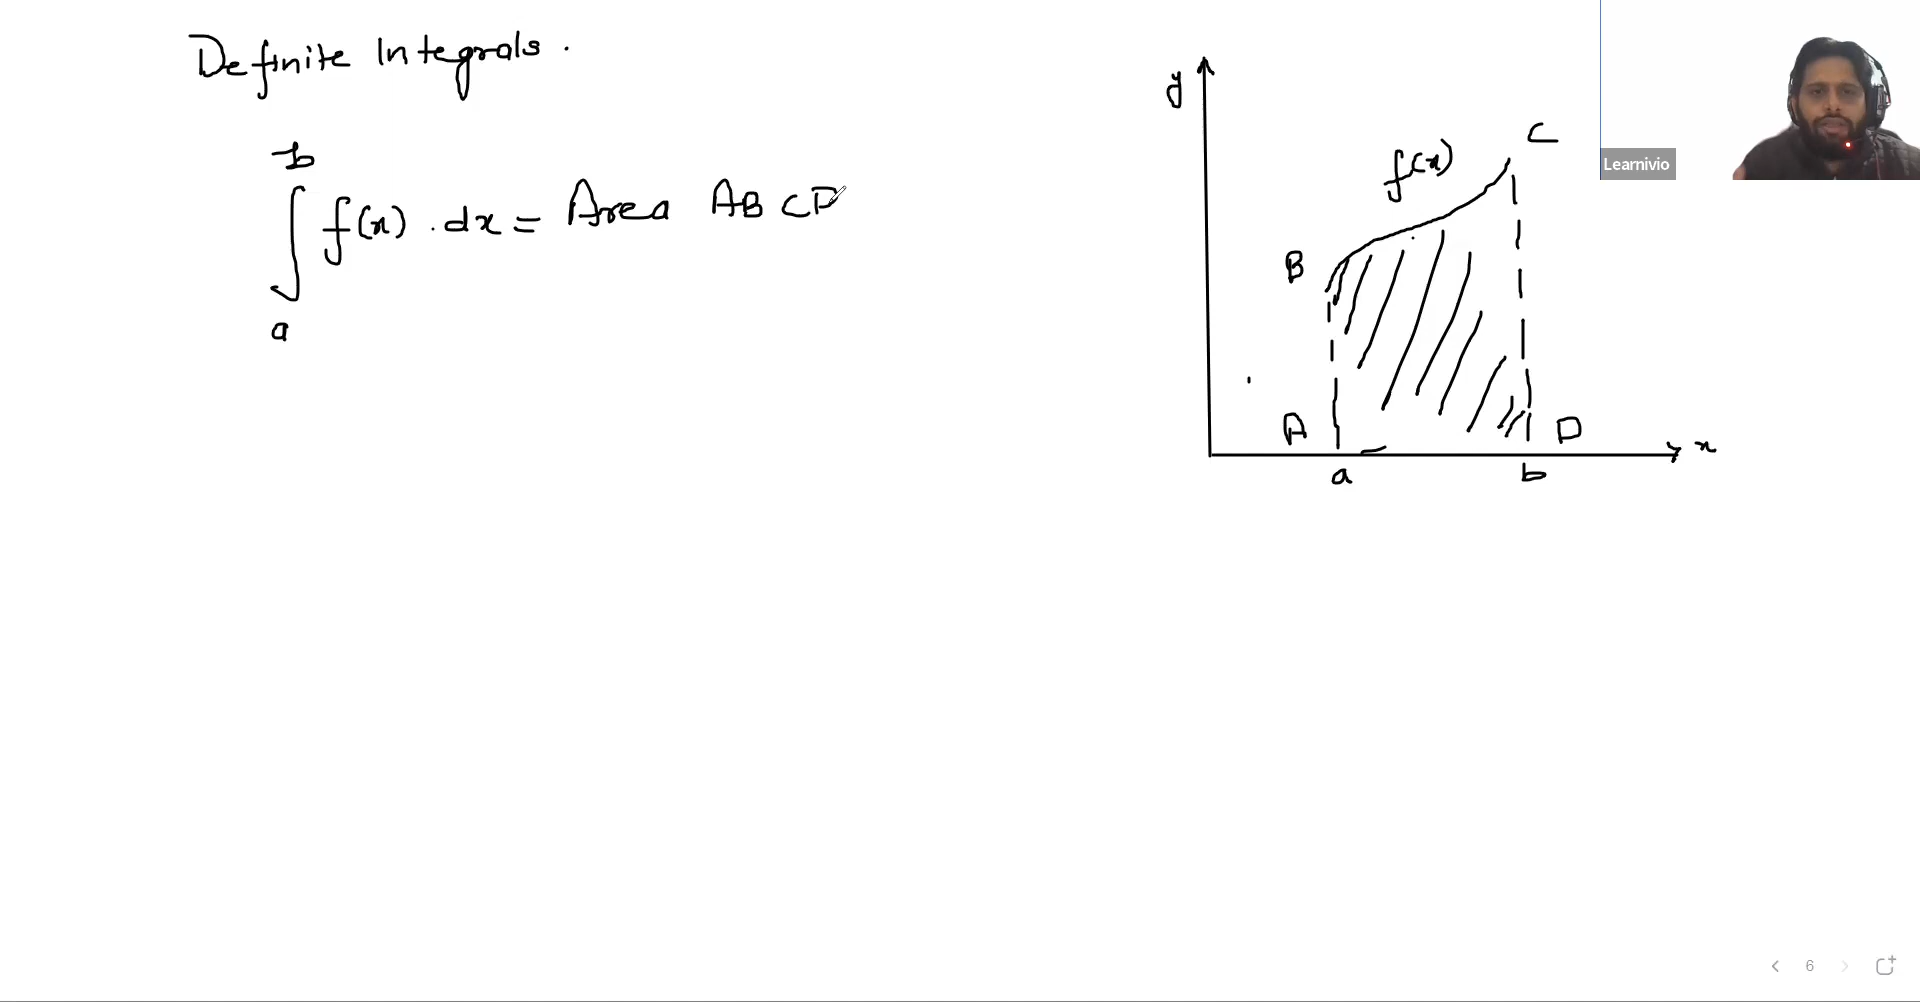 Definite Integrals.
b
∫ f(x) . dx = Area ABCD
a
y
f(x)
C
B
A
D
x
a
b
Learnivio
6